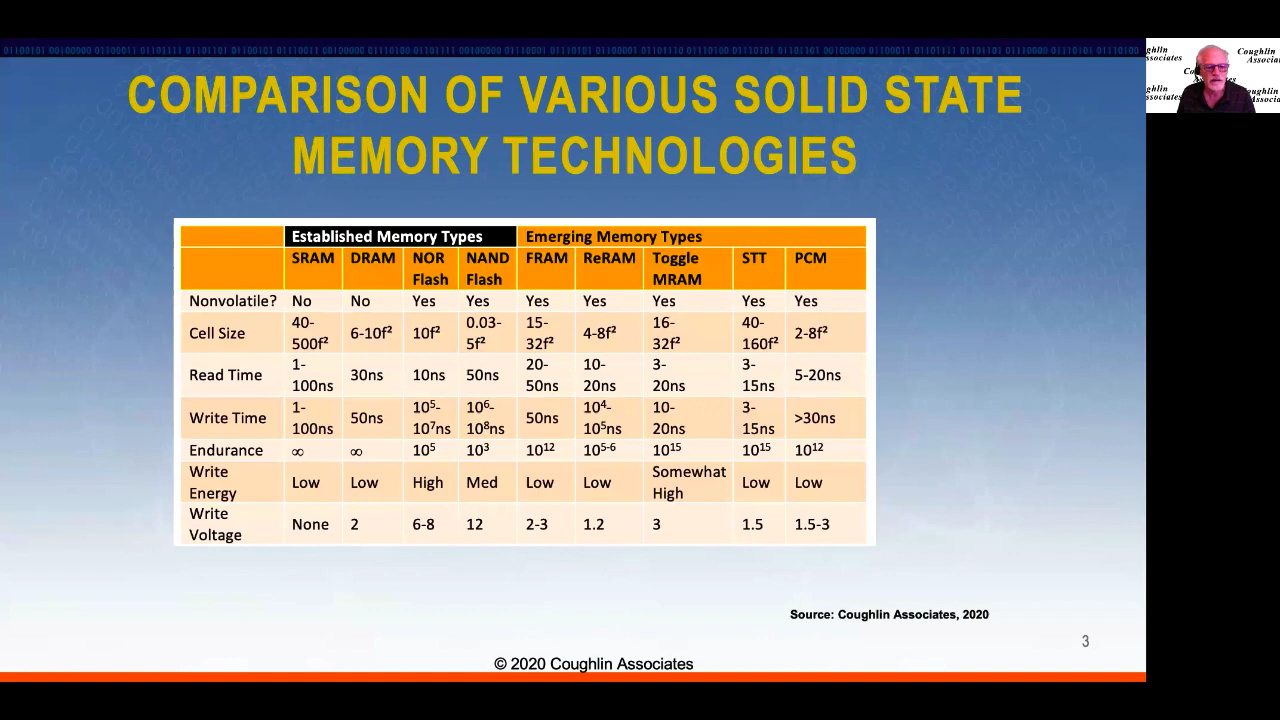 COMPARISON OF VARIOUS SOLID STATE
MEMORY TECHNOLOGIES
Established Memory Types Emerging Memory Types
SRAM DRAM NOR Flash NAND Flash FRAM ReRAM Toggle MRAM STT PCM
Nonvolatile? No No Yes Yes Yes Yes Yes Yes Yes
Cell Size 40-500f² 6-10f² 10f² 0.03-5f² 15-32f² 4-8f² 16-32f² 40-160f² 2-8f²
Read Time 1-100ns 30ns 10ns 50ns 20-50ns 10-20ns 3-20ns 3-15ns 5-20ns
Write Time 1-100ns 50ns 10⁵-10⁷ns 10⁶-10⁸ns 50ns 10⁴-10⁵ns 10-20ns 3-15ns >30ns
Endurance ∞ ∞ 10⁵ 10³ 10¹² 10⁵⁻⁶ 10¹⁵ 10¹⁵ 10¹²
Write Energy Low Low High Med Low Low Somewhat High Low Low
Write Voltage None 2 6-8 12 2-3 1.2 3 1.5 1.5-3
Source: Coughlin Associates, 2020
3
© 2020 Coughlin Associates
Coughlin
Associates